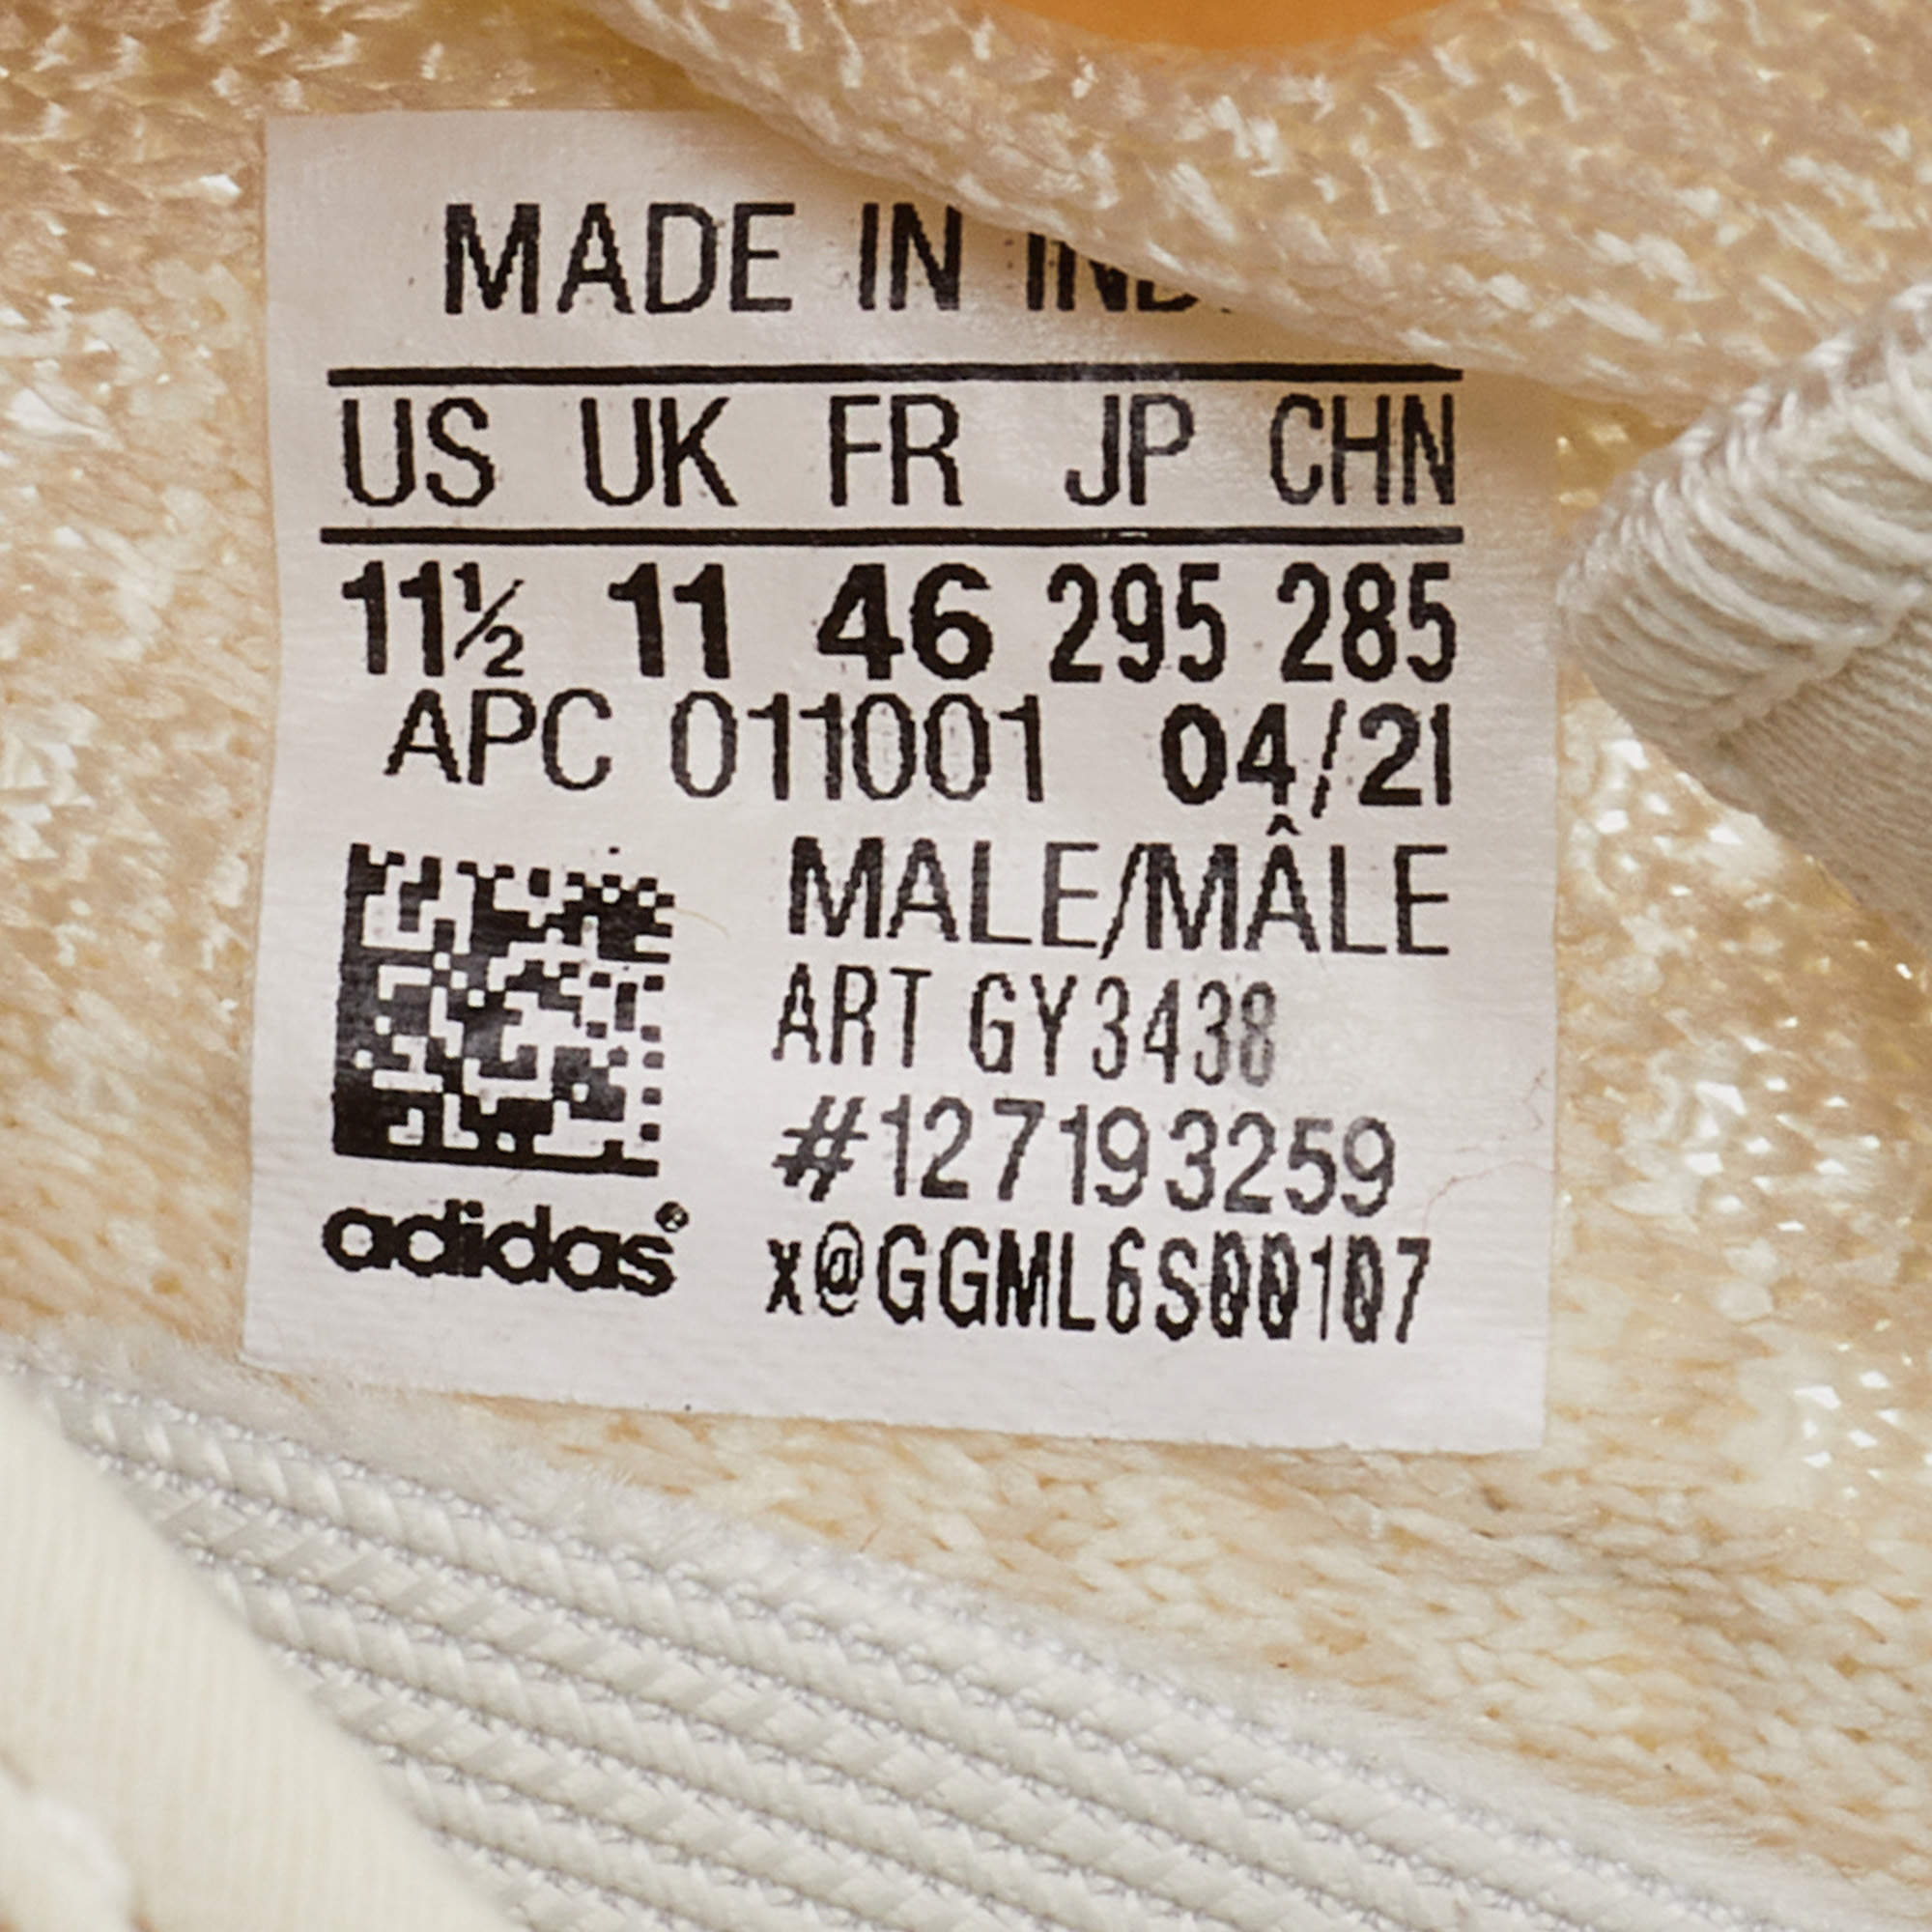 MADE IN
US UK FR JP CHN
11½ 11 46 295 285
APC 011001 04/21
MALE/MÂLE
ART GY3438
#127193259
adidas®
x@GGML6S00107